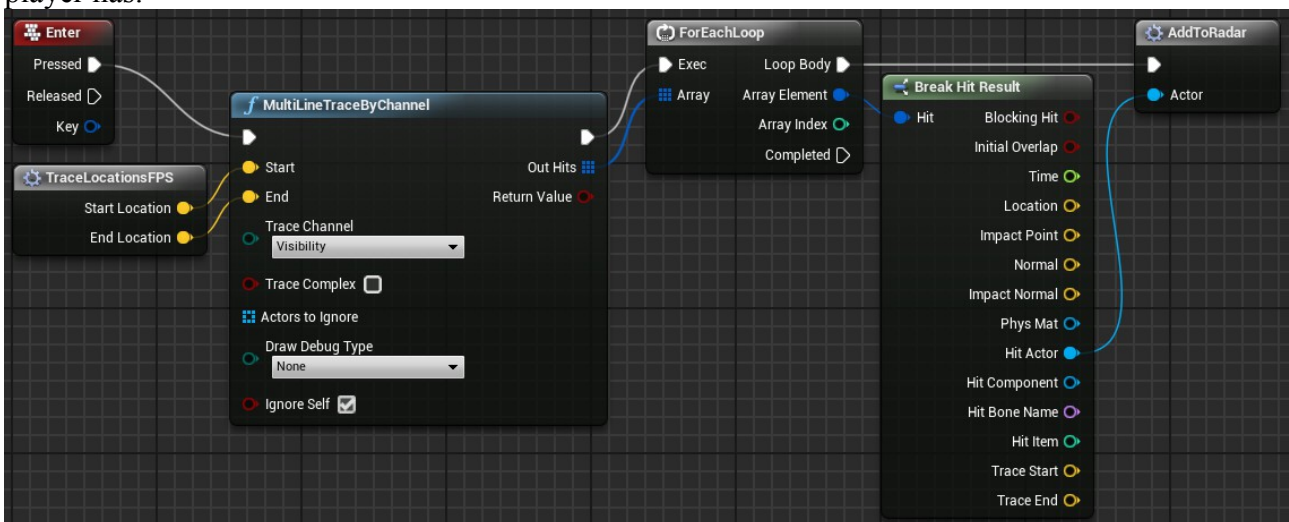 player has.
Enter
Pressed
Released
Key
TraceLocationsFPS
Start Location
End Location
MultiLineTraceByChannel
Start
Out Hits
End
Return Value
Trace Channel
Visibility
Trace Complex
Actors to Ignore
Draw Debug Type
None
Ignore Self
ForEachLoop
Exec
Loop Body
Array
Array Element
Array Index
Completed
Break Hit Result
Hit
Blocking Hit
Initial Overlap
Time
Location
Impact Point
Normal
Impact Normal
Phys Mat
Hit Actor
Hit Component
Hit Bone Name
Hit Item
Trace Start
Trace End
AddToRadar
Actor